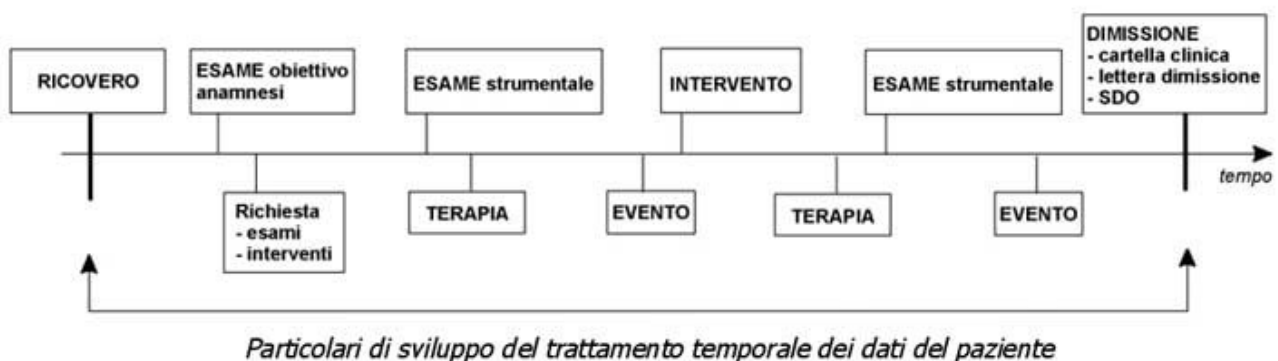 RICOVERO
ESAME obiettivo
anamnesi
ESAME strumentale
INTERVENTO
ESAME strumentale
DIMISSIONE
- cartella clinica
- lettera dimissione
- SDO
tempo
Richiesta
- esami
- interventi
TERAPIA
EVENTO
TERAPIA
EVENTO
Particolari di sviluppo del trattamento temporale dei dati del paziente